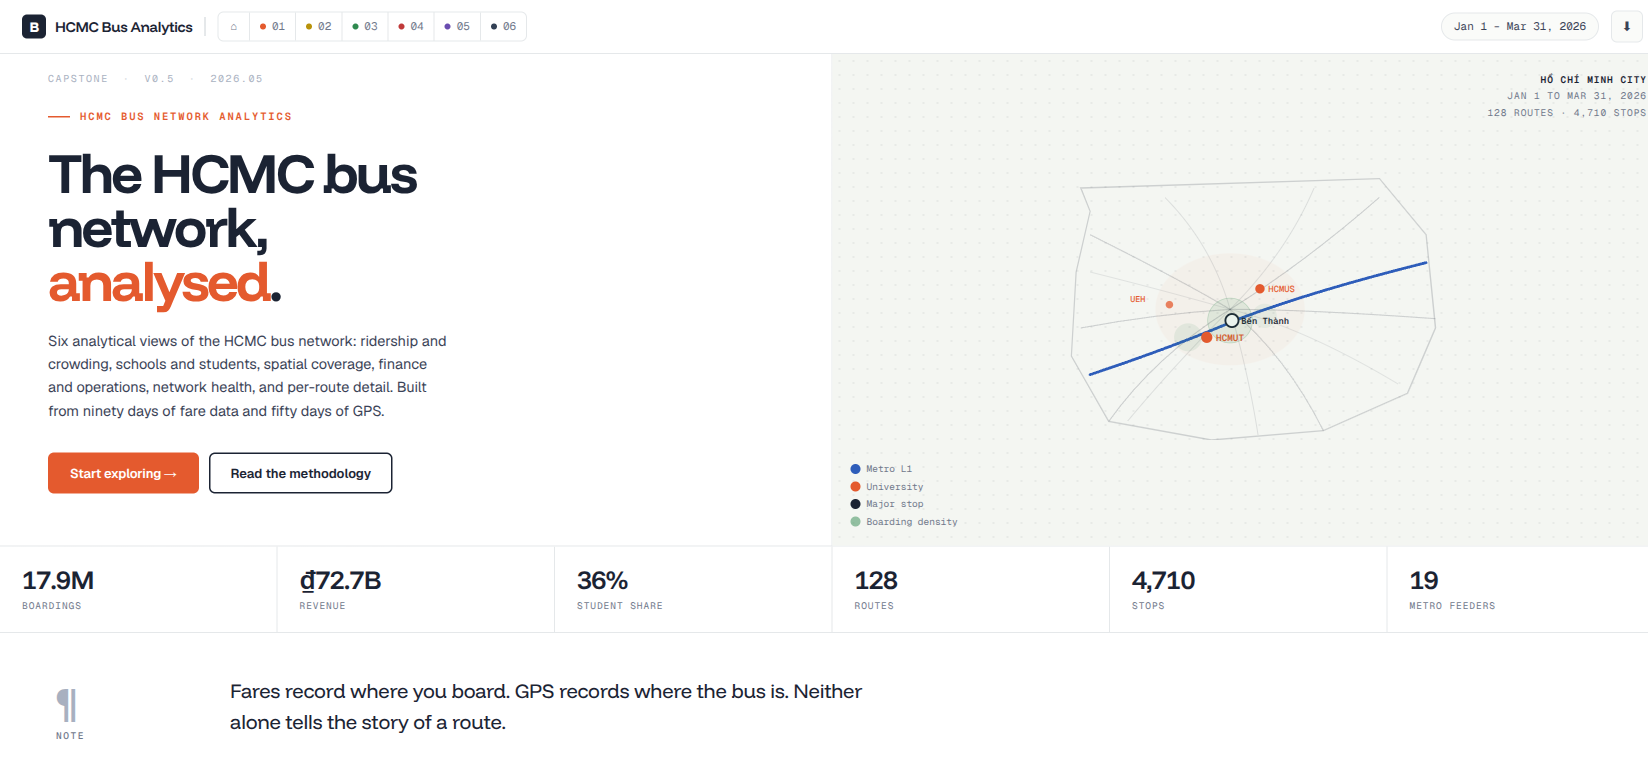 B HCMC Bus Analytics
01 02 03 04 05 06
Jan 1 – Mar 31, 2026
CAPSTONE · V0.5 · 2026.05
HCMC BUS NETWORK ANALYTICS
The HCMC bus
network,
analysed.
Six analytical views of the HCMC bus network: ridership and
crowding, schools and students, spatial coverage, finance
and operations, network health, and per-route detail. Built
from ninety days of fare data and fifty days of GPS.
Start exploring →
Read the methodology
HỒ CHÍ MINH CITY
JAN 1 TO MAR 31, 2026
128 ROUTES · 4,710 STOPS
UEH
HCMUS
Bến Thành
HCMUT
Metro L1
University
Major stop
Boarding density
17.9M
BOARDINGS
₫72.7B
REVENUE
36%
STUDENT SHARE
128
ROUTES
4,710
STOPS
19
METRO FEEDERS
¶
NOTE
Fares record where you board. GPS records where the bus is. Neither
alone tells the story of a route.